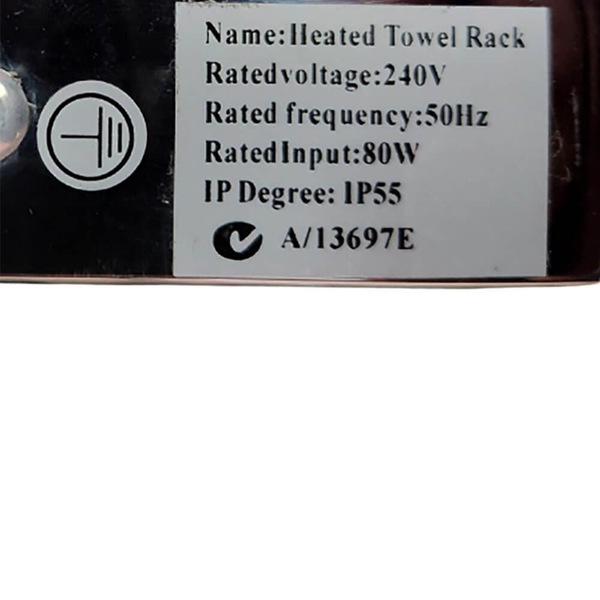 Name:Heated Towel Rack
Ratedvoltage:240V
Rated frequency:50Hz
RatedInput:80W
IP Degree: IP55
A/13697E